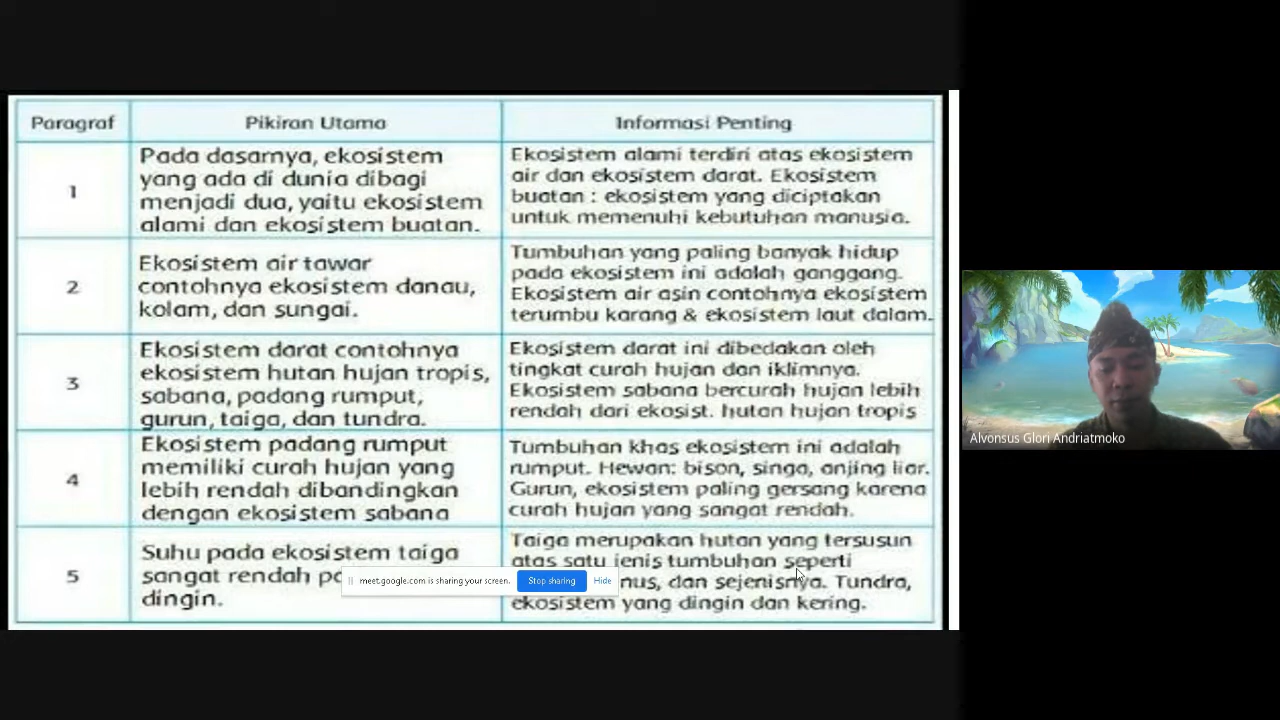 Paragraf
Pikiran Utama
Informasi Penting
1
Pada dasarnya, ekosistem
yang ada di dunia dibagi
menjadi dua, yaitu ekosistem
alami dan ekosistem buatan.
Ekosistem alami terdiri atas ekosistem
air dan ekosistem darat. Ekosistem
buatan : ekosistem yang diciptakan
untuk memenuhi kebutuhan manusia.
2
Ekosistem air tawar
contohnya ekosistem danau,
kolam, dan sungai.
Tumbuhan yang paling banyak hidup
pada ekosistem ini adalah ganggang.
Ekosistem air asin contohnya ekosistem
terumbu karang & ekosistem laut dalam.
3
Ekosistem darat contohnya
ekosistem hutan hujan tropis,
sabana, padang rumput,
gurun, taiga, dan tundra.
Ekosistem darat ini dibedakan oleh
tingkat curah hujan dan iklimnya.
Ekosistem sabana bercurah hujan lebih
rendah dari ekosist. hutan hujan tropis
4
Ekosistem padang rumput
memiliki curah hujan yang
lebih rendah dibandingkan
dengan ekosistem sabana
Tumbuhan khas ekosistem ini adalah
rumput. Hewan: bison, singa, anjing liar.
Gurun, ekosistem paling gersang karena
curah hujan yang sangat rendah.
5
Suhu pada ekosistem taiga
sangat rendah
dingin.
Taiga merupakan hutan yang tersusun
atas satu jenis tumbuhan seperti
nus, dan sejenisnya. Tundra,
ekosistem yang dingin dan kering.
meet.google.com is sharing your screen.
Stop sharing
Hide
Alvonsus Glori Andriatmoko